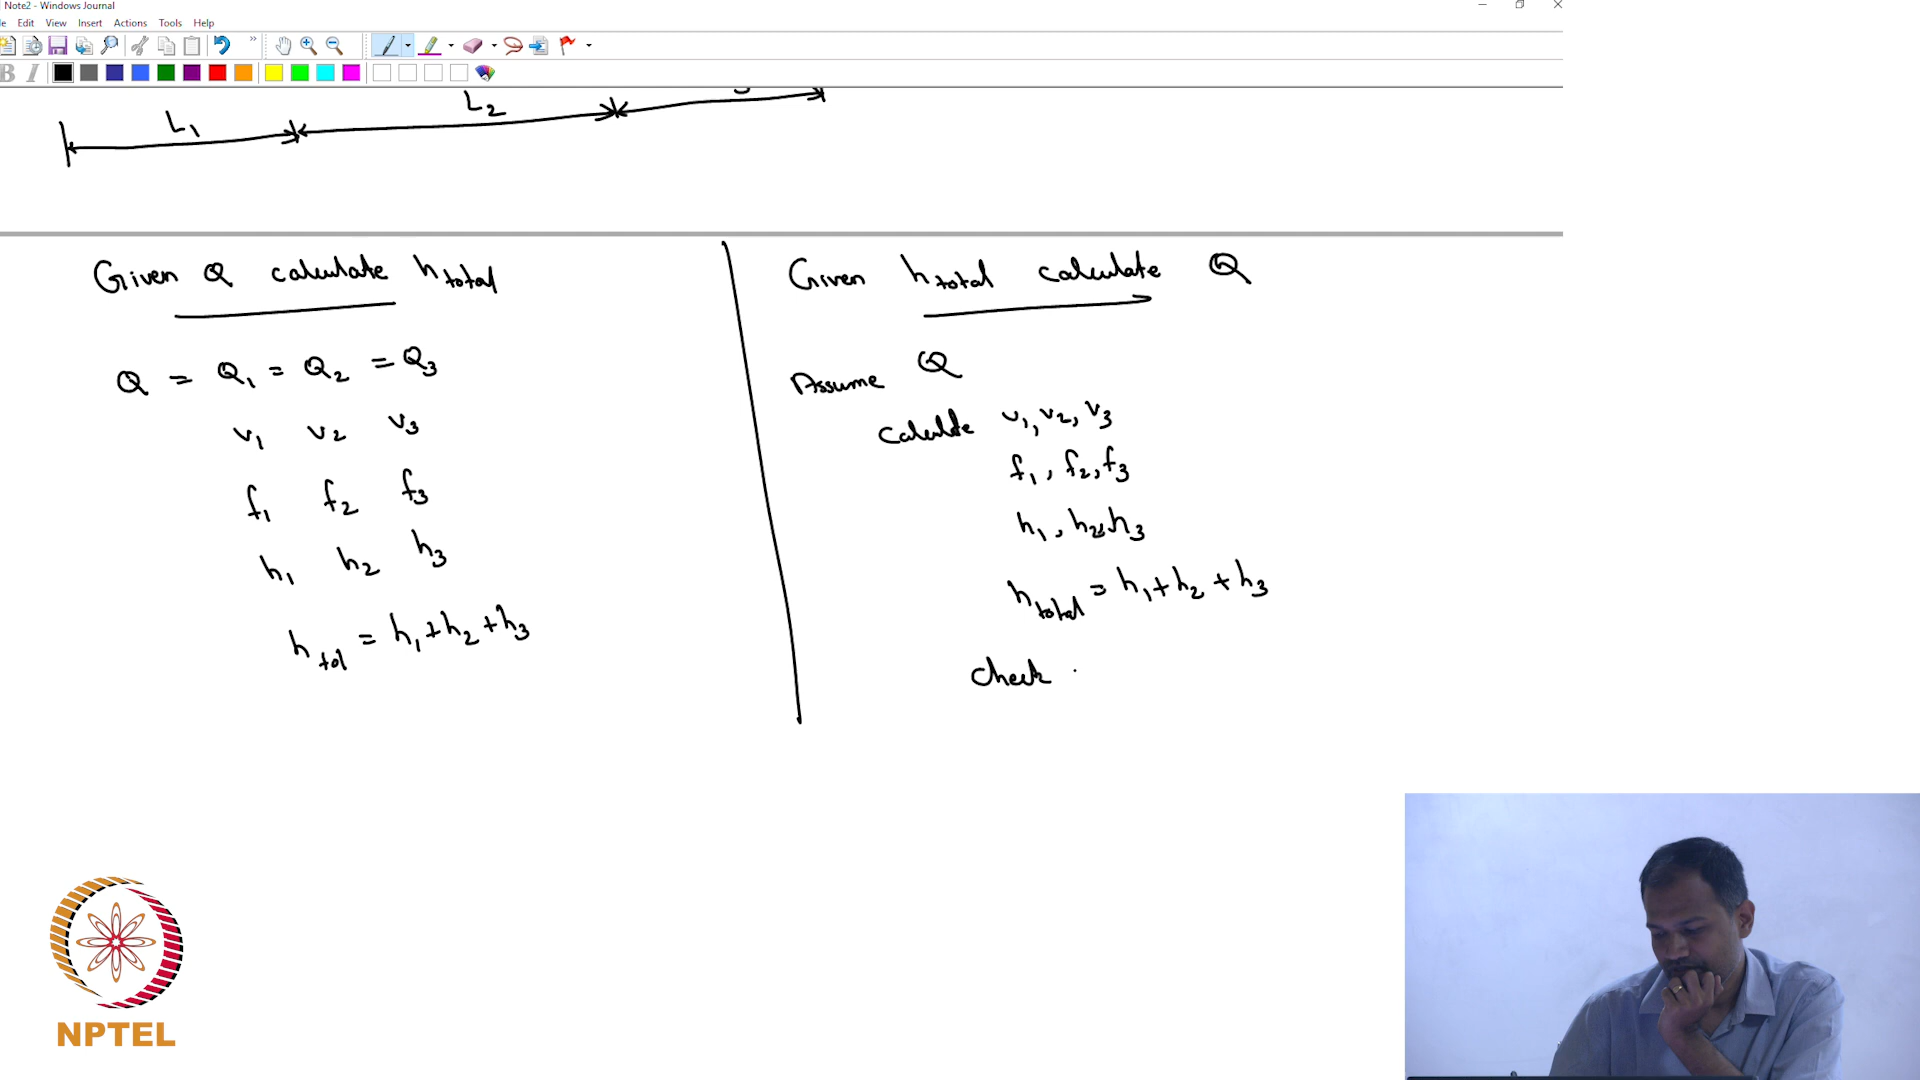 Note2 - Windows Journal
Edit View Insert Actions Tools Help
B I
L1 L2
Given Q calculate htotal
Q = Q1 = Q2 = Q3
v1 v2 v3
f1 f2 f3
h1 h2 h3
htol = h1+h2+h3
Given htotal calculate Q
Assume Q
Calculate v1, v2, v3
f1, f2, f3
h1, h2, h3
htotal = h1+h2+h3
Check
NPTEL